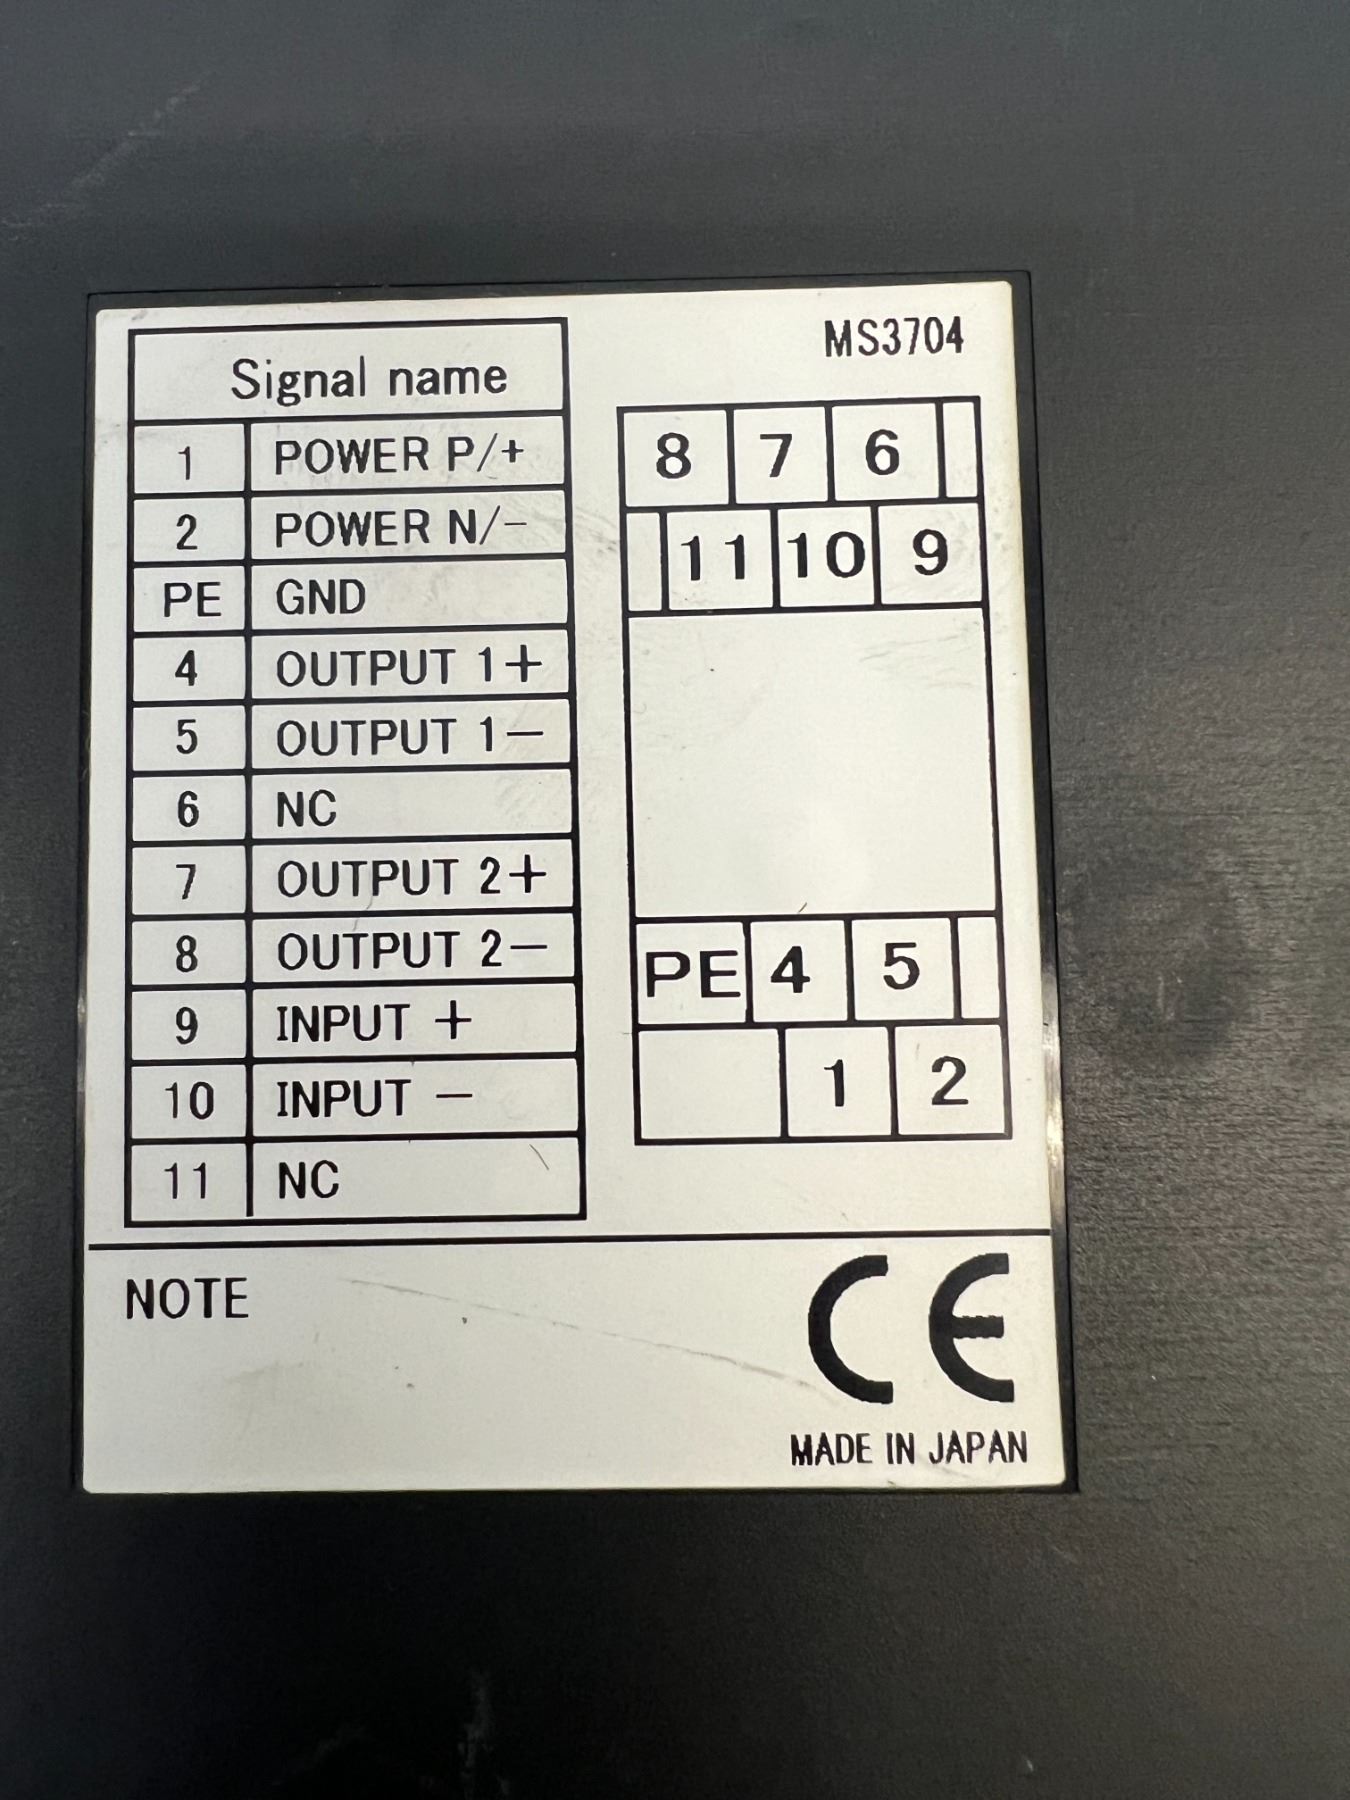 MS3704
Signal name
1 POWER P/+
2 POWER N/-
PE GND
4 OUTPUT 1+
5 OUTPUT 1-
6 NC
7 OUTPUT 2+
8 OUTPUT 2-
9 INPUT +
10 INPUT -
11 NC
8 7 6
11 10 9
PE 4 5
1 2
NOTE
CE
MADE IN JAPAN